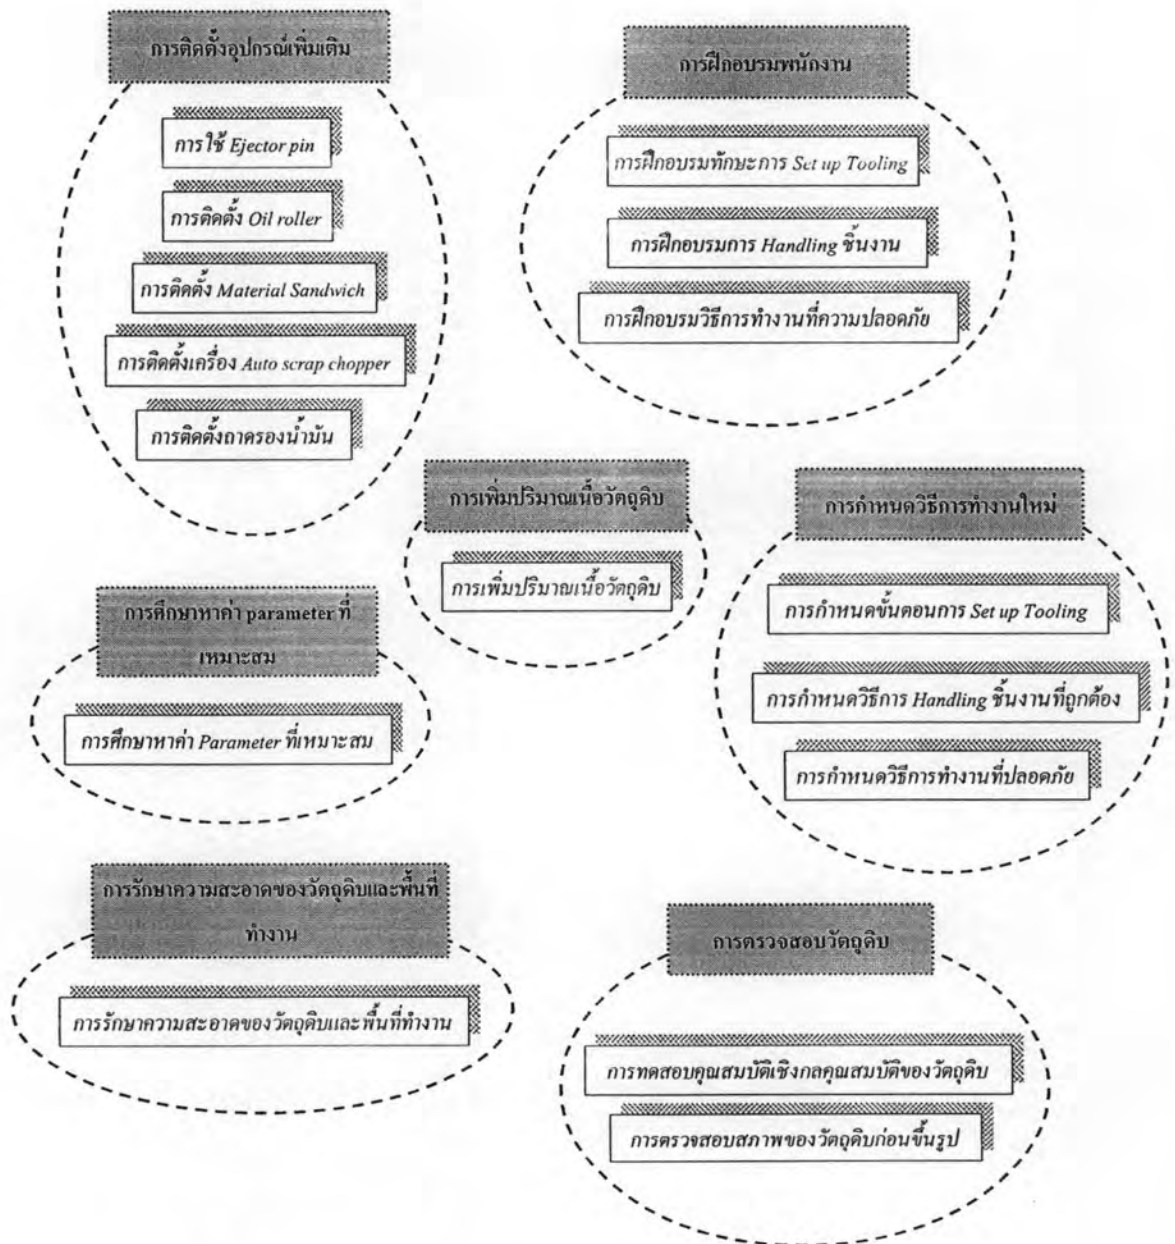 การติดตั้งอุปกรณ์เพิ่มเติม
การใช้ Ejector pin
การติดตั้ง Oil roller
การติดตั้ง Material Sandwich
การติดตั้งเครื่อง Auto scrap chopper
การติดตั้งถาดรองน้ำมัน
การฝึกอบรมพนักงาน
การฝึกอบรมทักษะการ Set up Tooling
การฝึกอบรมการ Handling ชิ้นงาน
การฝึกอบรมวิธีการทำงานที่ความปลอดภัย
การเพิ่มปริมาณเนื้อวัตถุดิบ
การเพิ่มปริมาณเนื้อวัตถุดิบ
การกำหนดวิธีการทำงานใหม่
การกำหนดขั้นตอนการ Set up Tooling
การกำหนดวิธีการ Handling ชิ้นงานที่ถูกต้อง
การกำหนดวิธีการทำงานที่ปลอดภัย
การศึกษาหาค่า parameter ที่
เหมาะสม
การศึกษาหาค่า Parameter ที่เหมาะสม
การรักษาความสะอาดของวัตถุดิบและพื้นที่
ทำงาน
การรักษาความสะอาดของวัตถุดิบและพื้นที่ทำงาน
การตรวจสอบวัตถุดิบ
การทดสอบคุณสมบัติเชิงกลคุณสมบัติของวัตถุดิบ
การตรวจสอบสภาพของวัตถุดิบก่อนขึ้นรูป